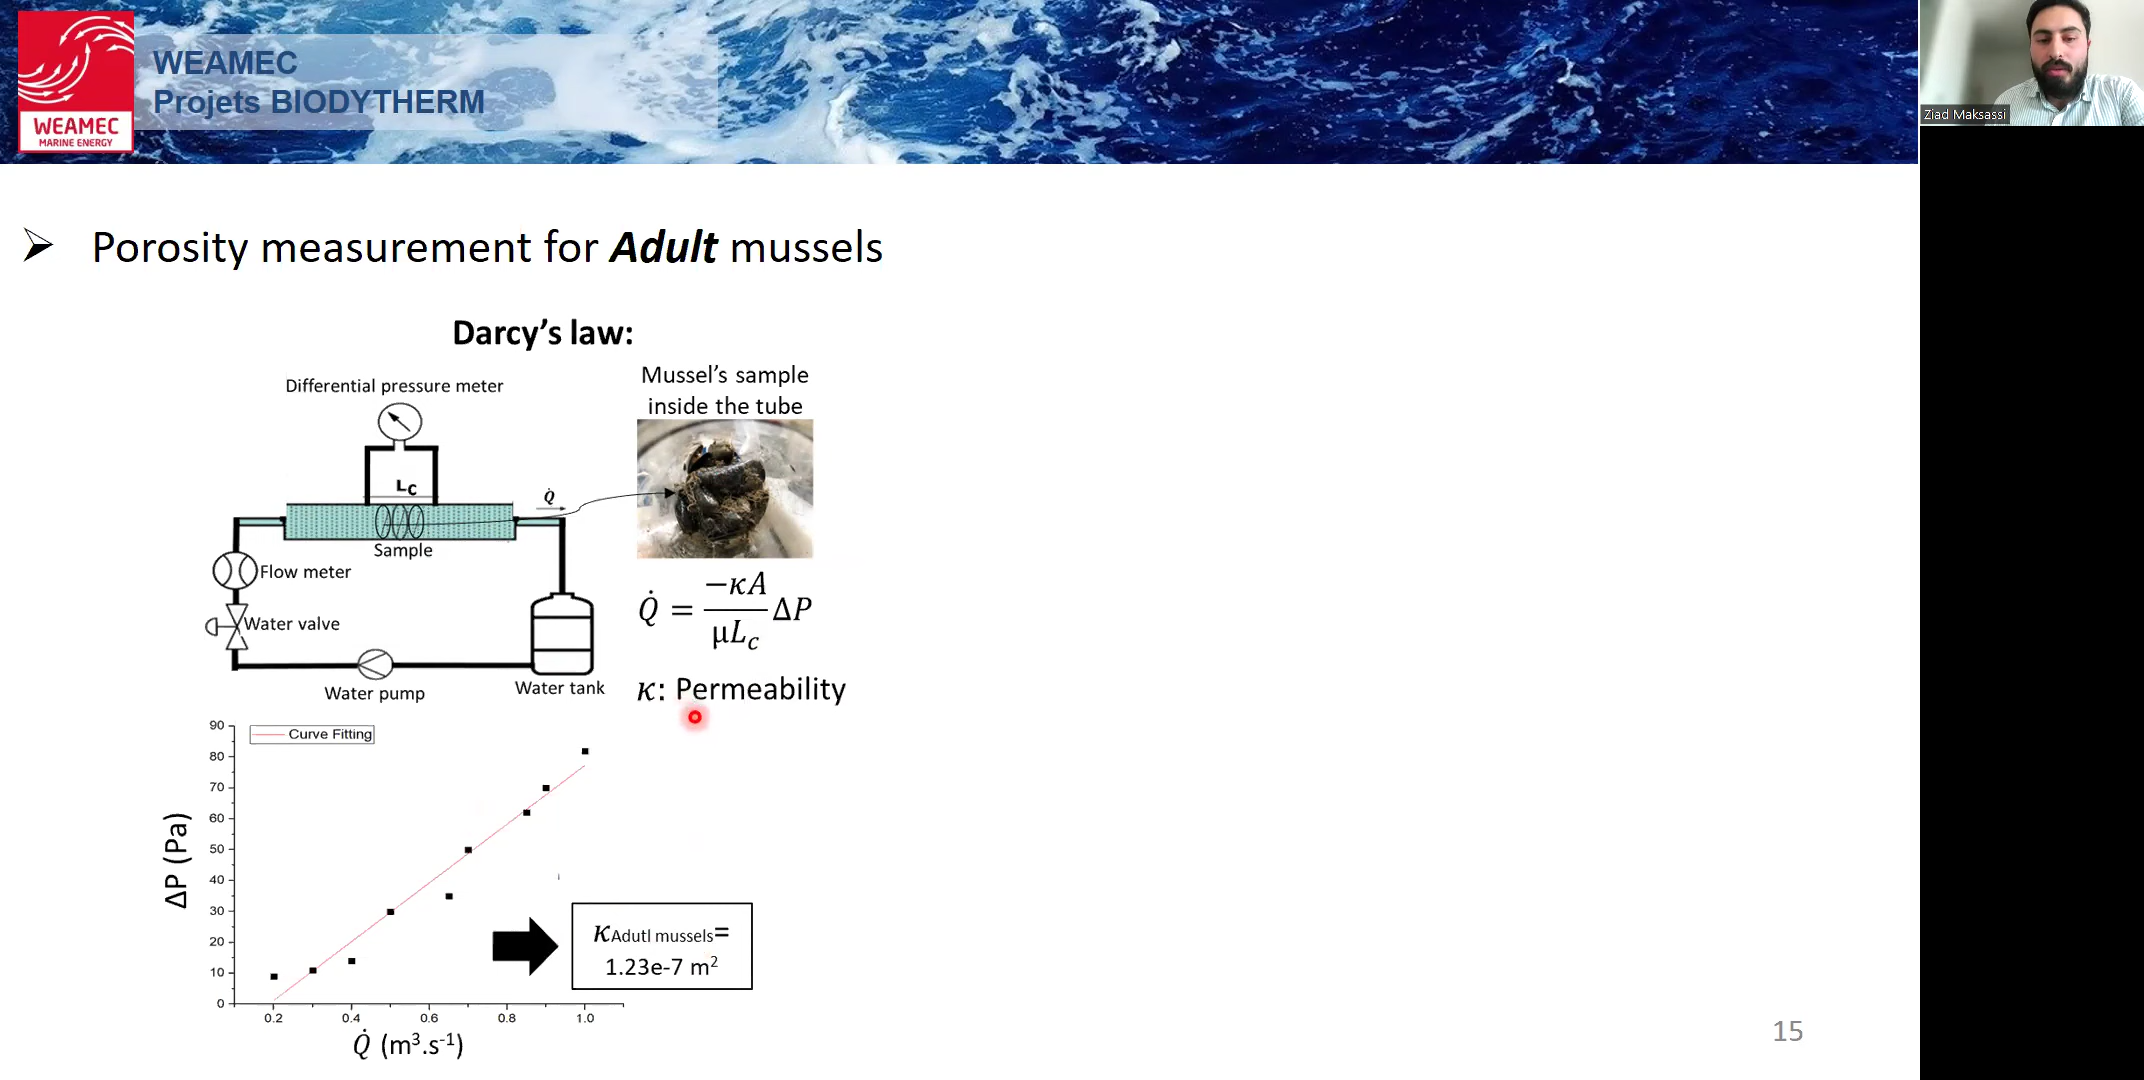 WEAMEC
MARINE ENERGY
WEAMEC
Projets BIODYTHERM
Ziad Maksassi
Porosity measurement for Adult mussels
Darcy's law:
Differential pressure meter
Mussel's sample
inside the tube
Lc
Q̇
Sample
Flow meter
Water valve
Water pump
Water tank
Q̇ = −κA/μLc ΔP
κ: Permeability
Curve Fitting
90
80
70
60
50
40
30
20
10
0
ΔP (Pa)
0.2 0.4 0.6 0.8 1.0
Q̇ (m³.s⁻¹)
κAdutl mussels=
1.23e-7 m²
15